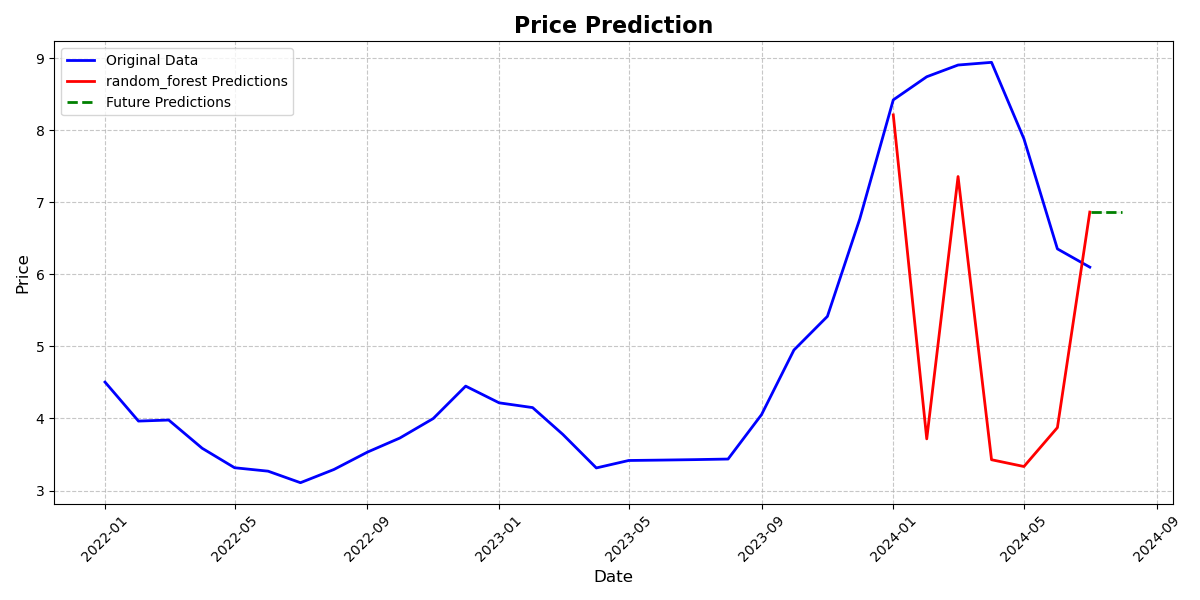 Price Prediction
Original Data
random_forest Predictions
Future Predictions
Price
9
8
7
6
5
4
3
2022-01
2022-05
2022-09
2023-01
2023-05
2023-09
2024-01
2024-05
2024-09
Date